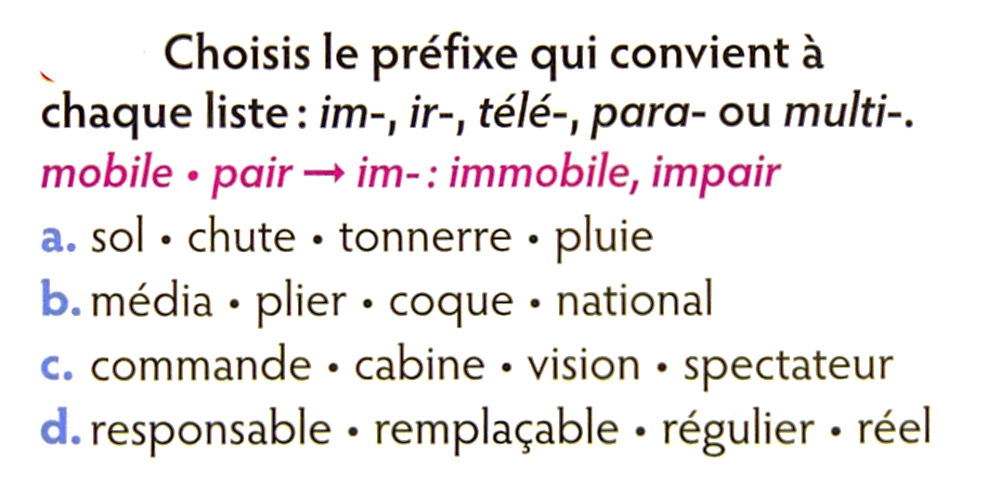 Choisis le préfixe qui convient à
chaque liste : im-, ir-, télé-, para- ou multi-.
mobile • pair → im- : immobile, impair
a. sol • chute • tonnerre • pluie
b. média • plier • coque • national
c. commande • cabine • vision • spectateur
d. responsable • remplaçable • régulier • réel